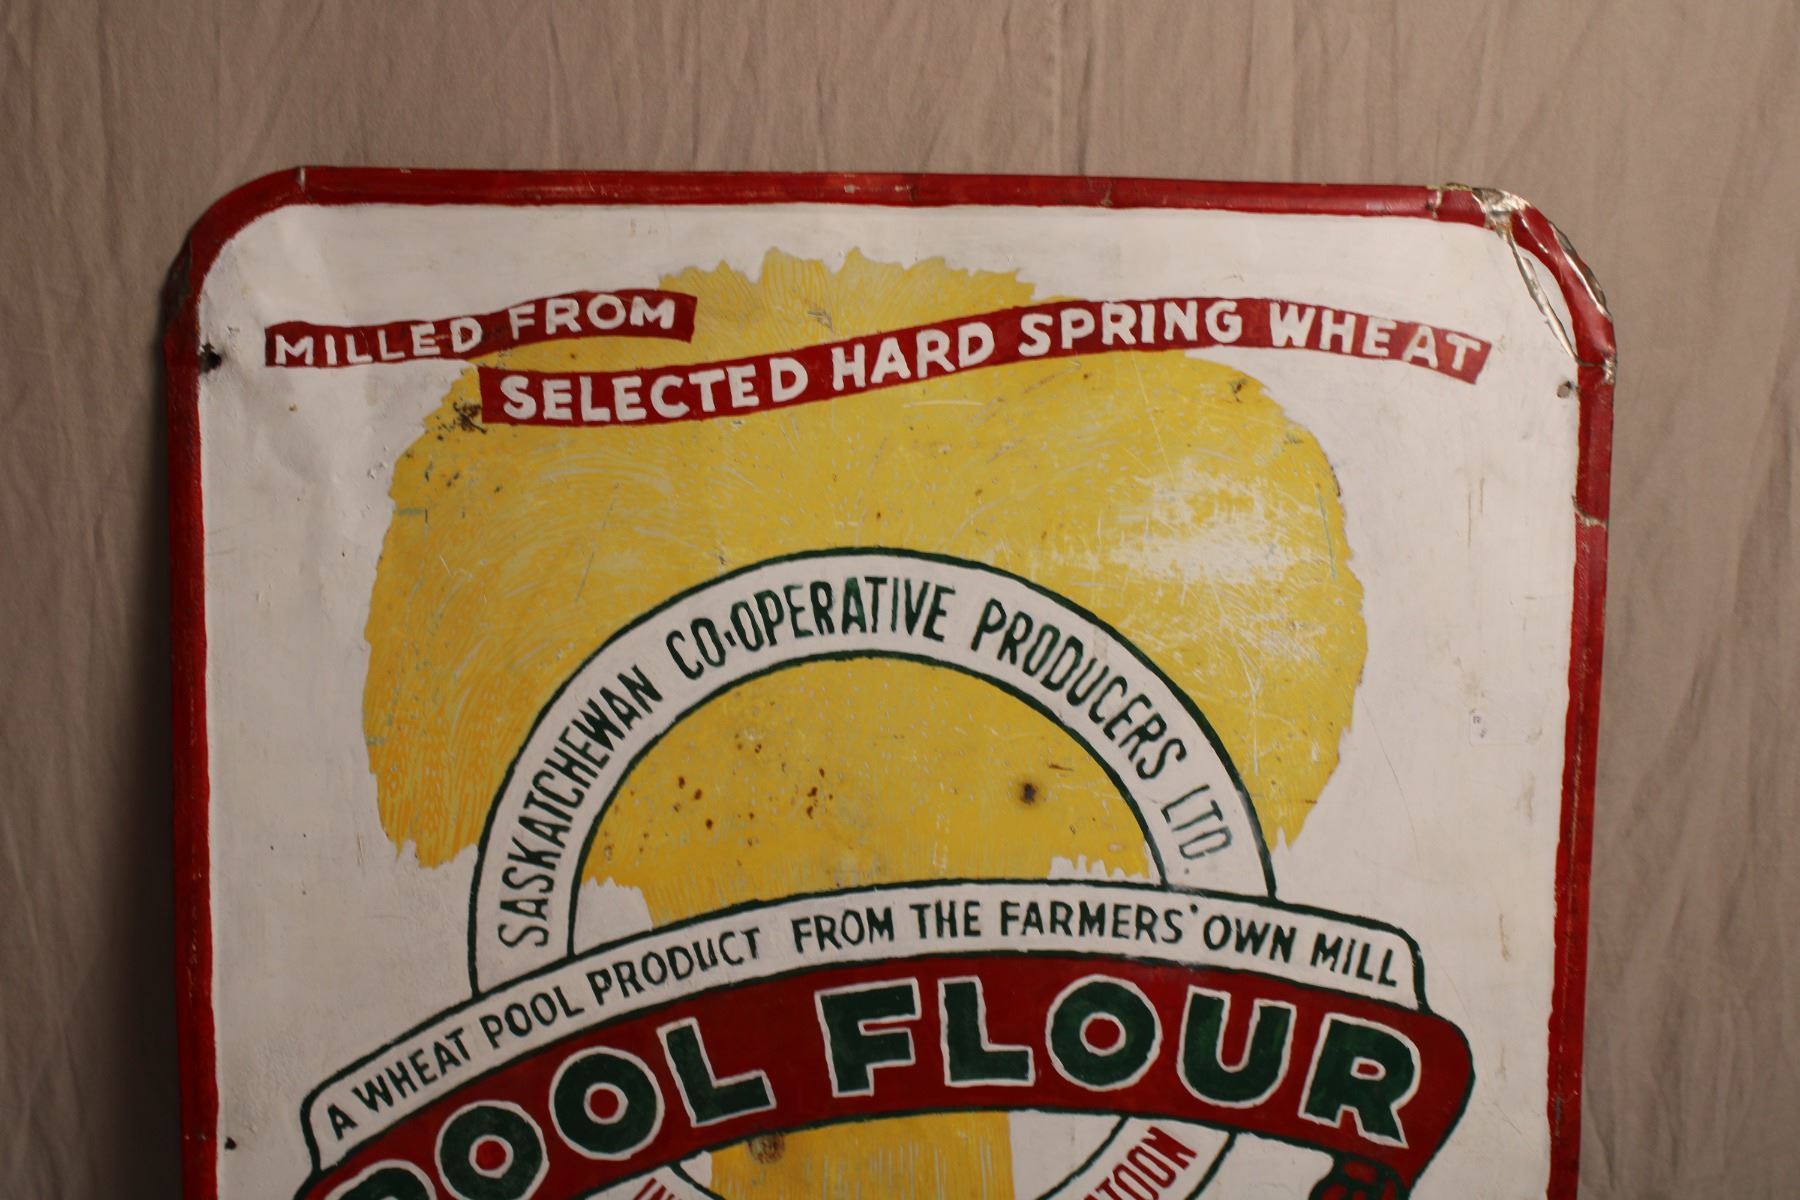 MILLED FROM
SELECTED HARD SPRING WHEAT
SASKATCHEWAN CO-OPERATIVE PRODUCERS LTD.
A WHEAT POOL PRODUCT FROM THE FARMERS' OWN MILL
POOL FLOUR